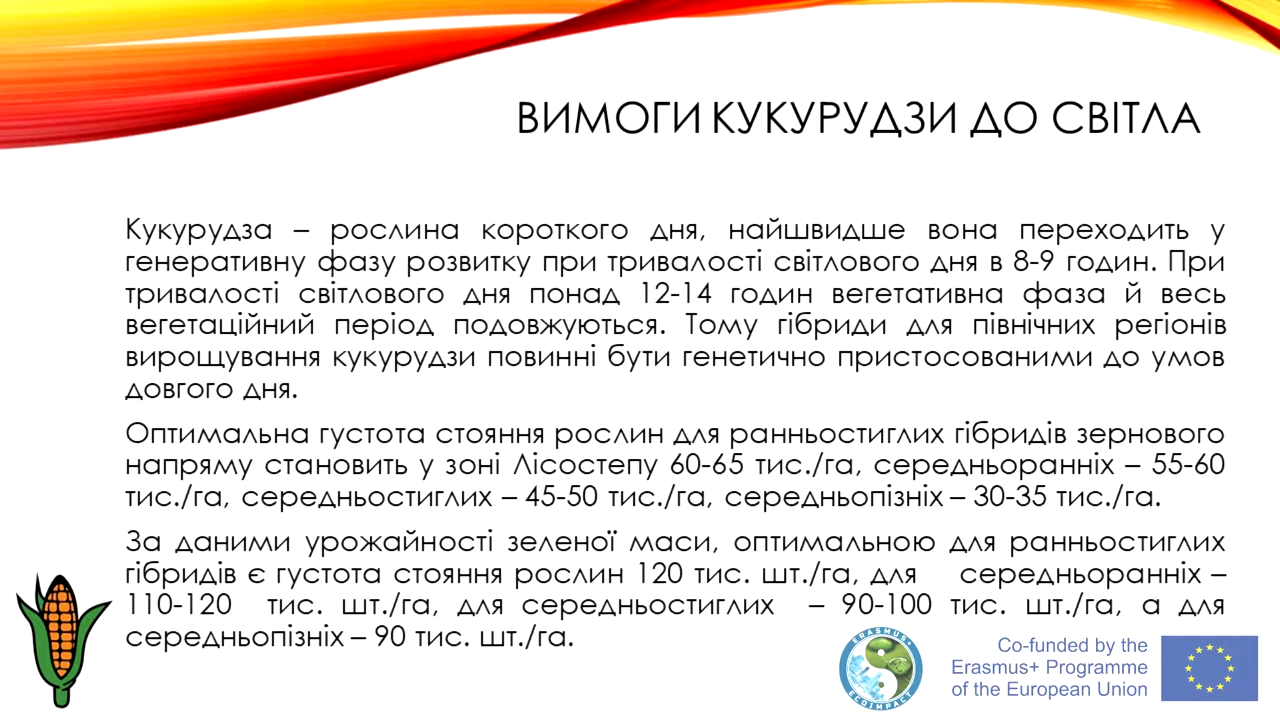 ВИМОГИ КУКУРУДЗИ ДО СВІТЛА
Кукурудза – рослина короткого дня, найшвидше вона переходить у
генеративну фазу розвитку при тривалості світлового дня в 8-9 годин. При
тривалості світлового дня понад 12-14 годин вегетативна фаза й весь
вегетаційний період подовжуються. Тому гібриди для північних регіонів
вирощування кукурудзи повинні бути генетично пристосованими до умов
довгого дня.
Оптимальна густота стояння рослин для ранньостиглих гібридів зернового
напряму становить у зоні Лісостепу 60-65 тис./га, середньоранніх – 55-60
тис./га, середньостиглих – 45-50 тис./га, середньопізніх – 30-35 тис./га.
За даними урожайності зеленої маси, оптимальною для ранньостиглих
гібридів є густота стояння рослин 120 тис. шт./га, для середньоранніх –
110-120 тис. шт./га, для середньостиглих – 90-100 тис. шт./га, а для
середньопізніх – 90 тис. шт./га.
ERASMUS+
ECOIMPACT
Co-funded by the
Erasmus+ Programme
of the European Union